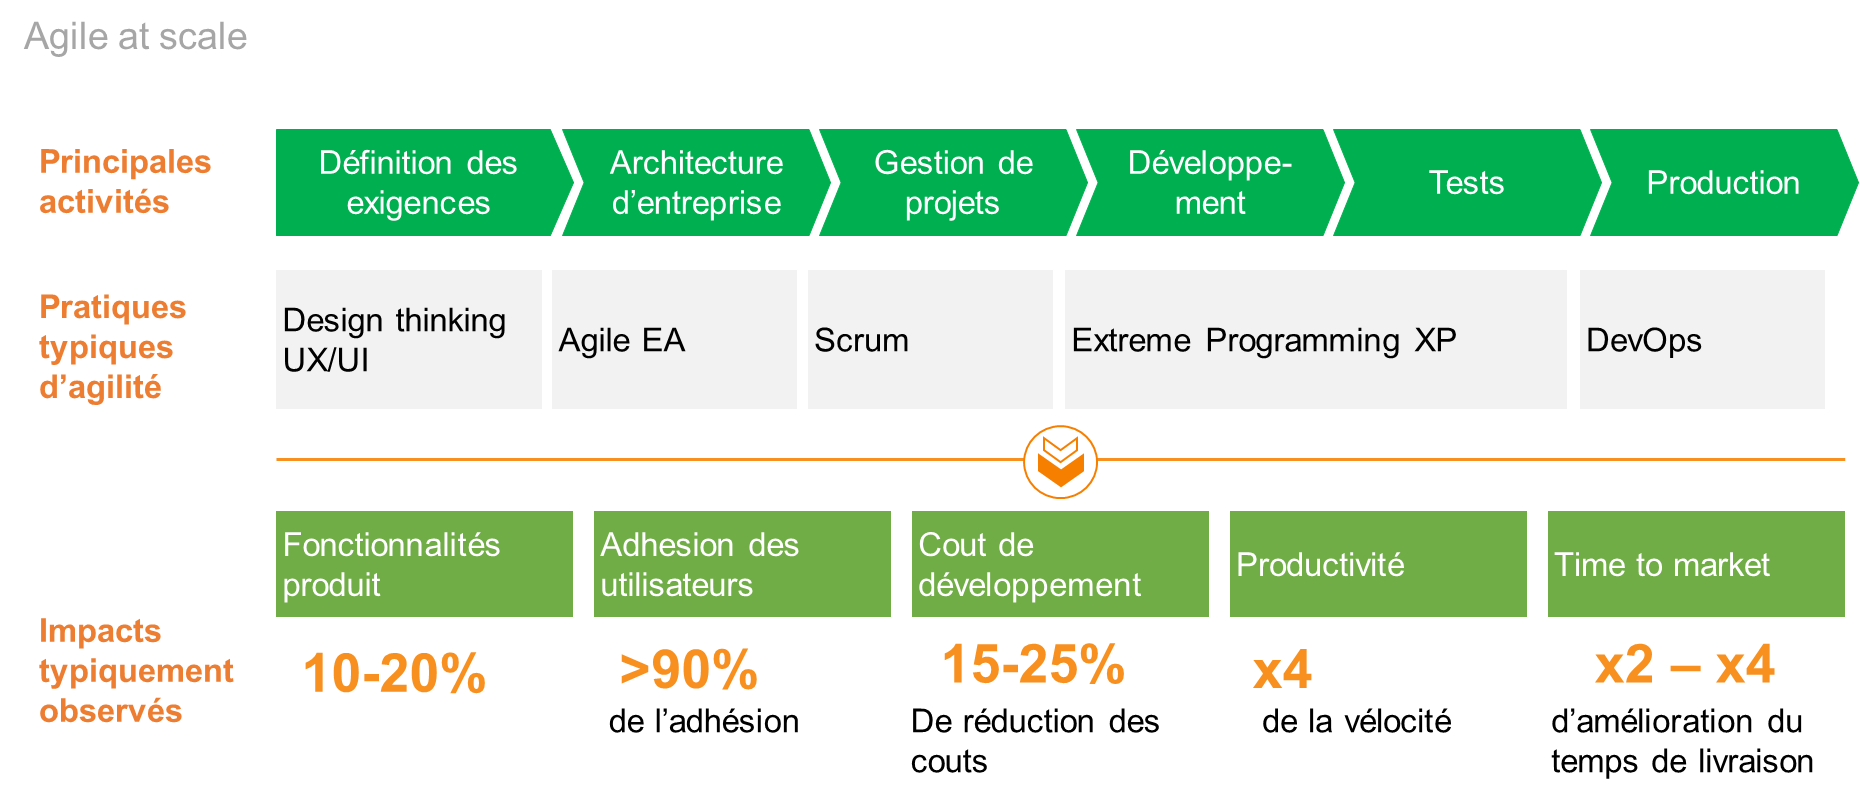 Agile at scale
Principales
activités
Définition des
exigences
Architecture
d’entreprise
Gestion de
projets
Développe-
ment
Tests
Production
Pratiques
typiques
d’agilité
Design thinking
UX/UI
Agile EA
Scrum
Extreme Programming XP
DevOps
Impacts
typiquement
observés
Fonctionnalités
produit
10-20%
Adhesion des
utilisateurs
>90%
de l’adhésion
Cout de
développement
15-25%
De réduction des
couts
Productivité
x4
de la vélocité
Time to market
x2 – x4
d’amélioration du
temps de livraison